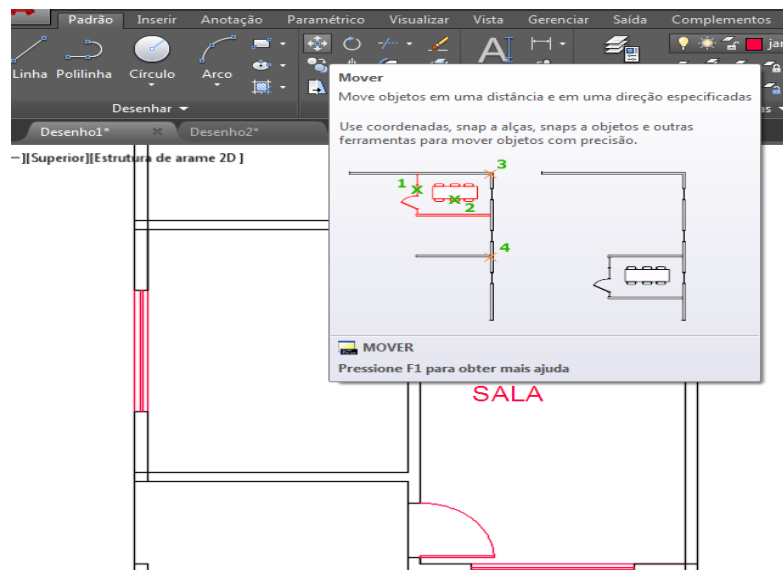 Padrão Inserir Anotação Paramétrico Visualizar Vista Gerenciar Saída Complementos
jar
Linha Polilinha Círculo Arco
Desenhar
Desenho1* Desenho2*
–][Superior][Estrutura de arame 2D ]
Mover
Move objetos em uma distância e em uma direção especificadas
Use coordenadas, snap a alças, snaps a objetos e outras
ferramentas para mover objetos com precisão.
1 2 3 4
MOVER
Pressione F1 para obter mais ajuda
SALA